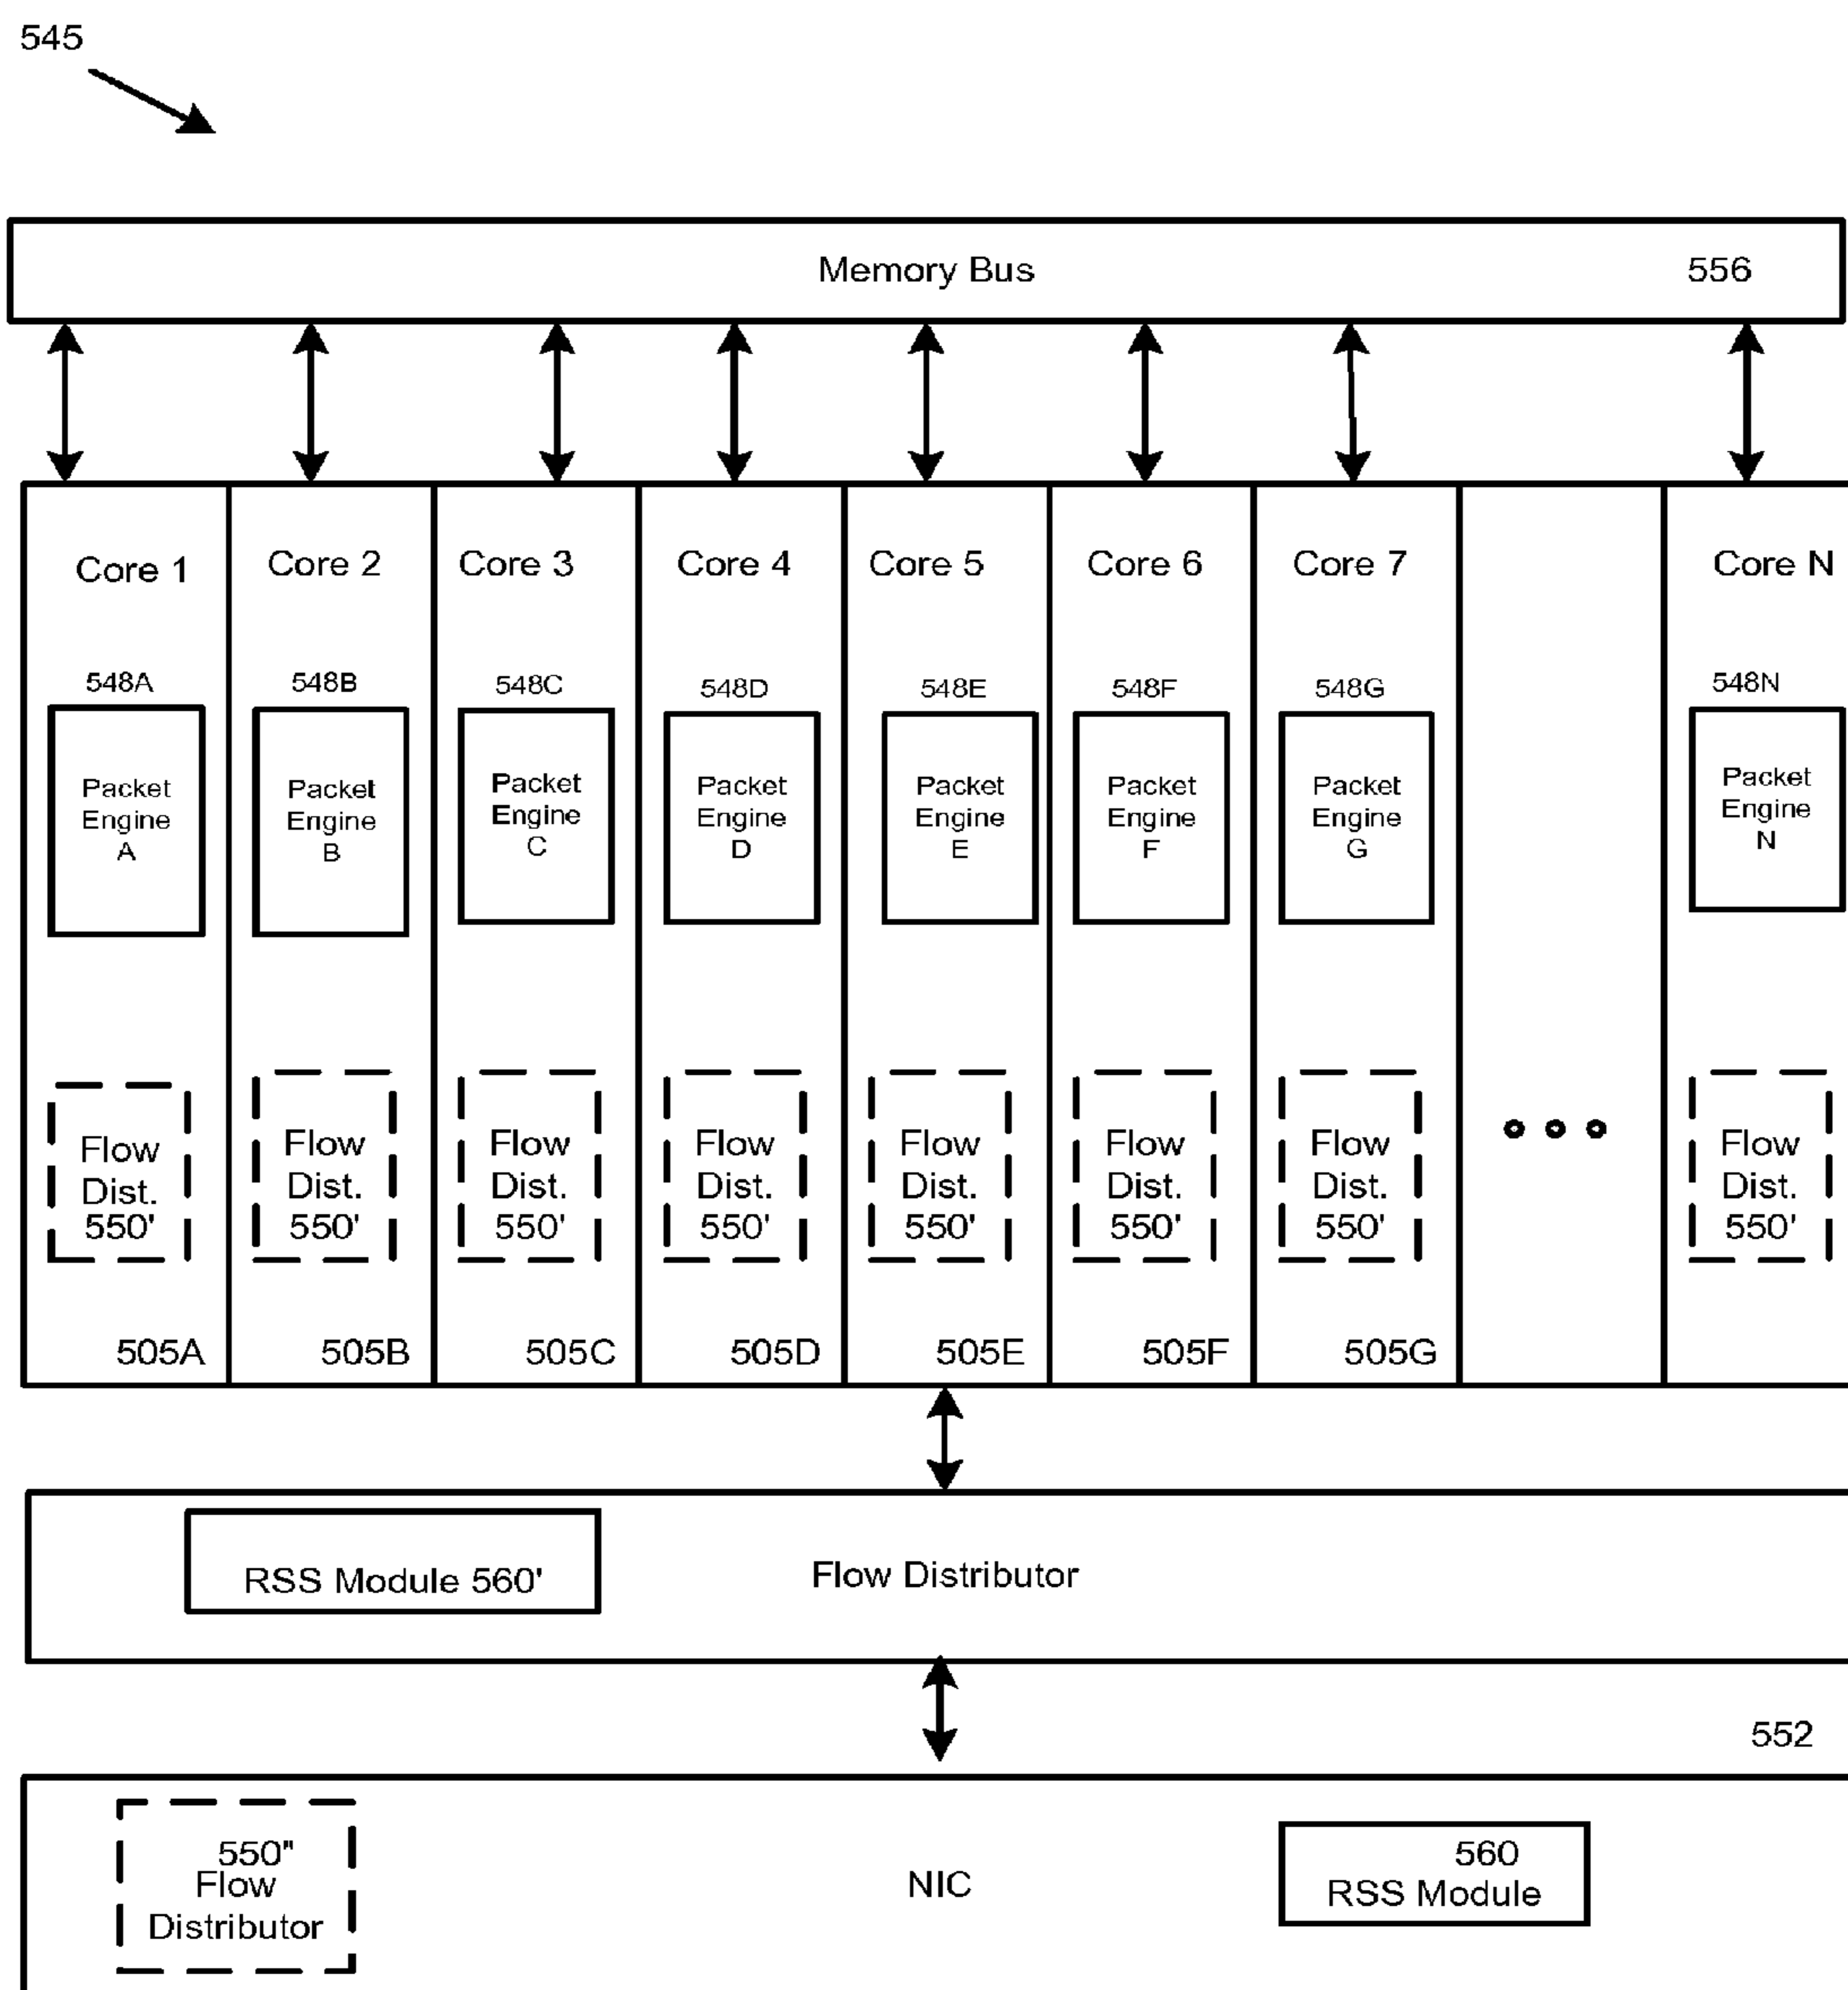 545
Memory Bus 556
Core 1 Core 2 Core 3 Core 4 Core 5 Core 6 Core 7 Core N
548A 548B 548C 548D 548E 548F 548G 548N
Packet
Engine
A
Packet
Engine
B
Packet
Engine
C
Packet
Engine
D
Packet
Engine
E
Packet
Engine
F
Packet
Engine
G
Packet
Engine
N
Flow
Dist.
550'
Flow
Dist.
550'
Flow
Dist.
550'
Flow
Dist.
550'
Flow
Dist.
550'
Flow
Dist.
550'
Flow
Dist.
550'
Flow
Dist.
550'
505A 505B 505C 505D 505E 505F 505G
RSS Module 560' Flow Distributor
552
550"
Flow
Distributor
NIC
560
RSS Module